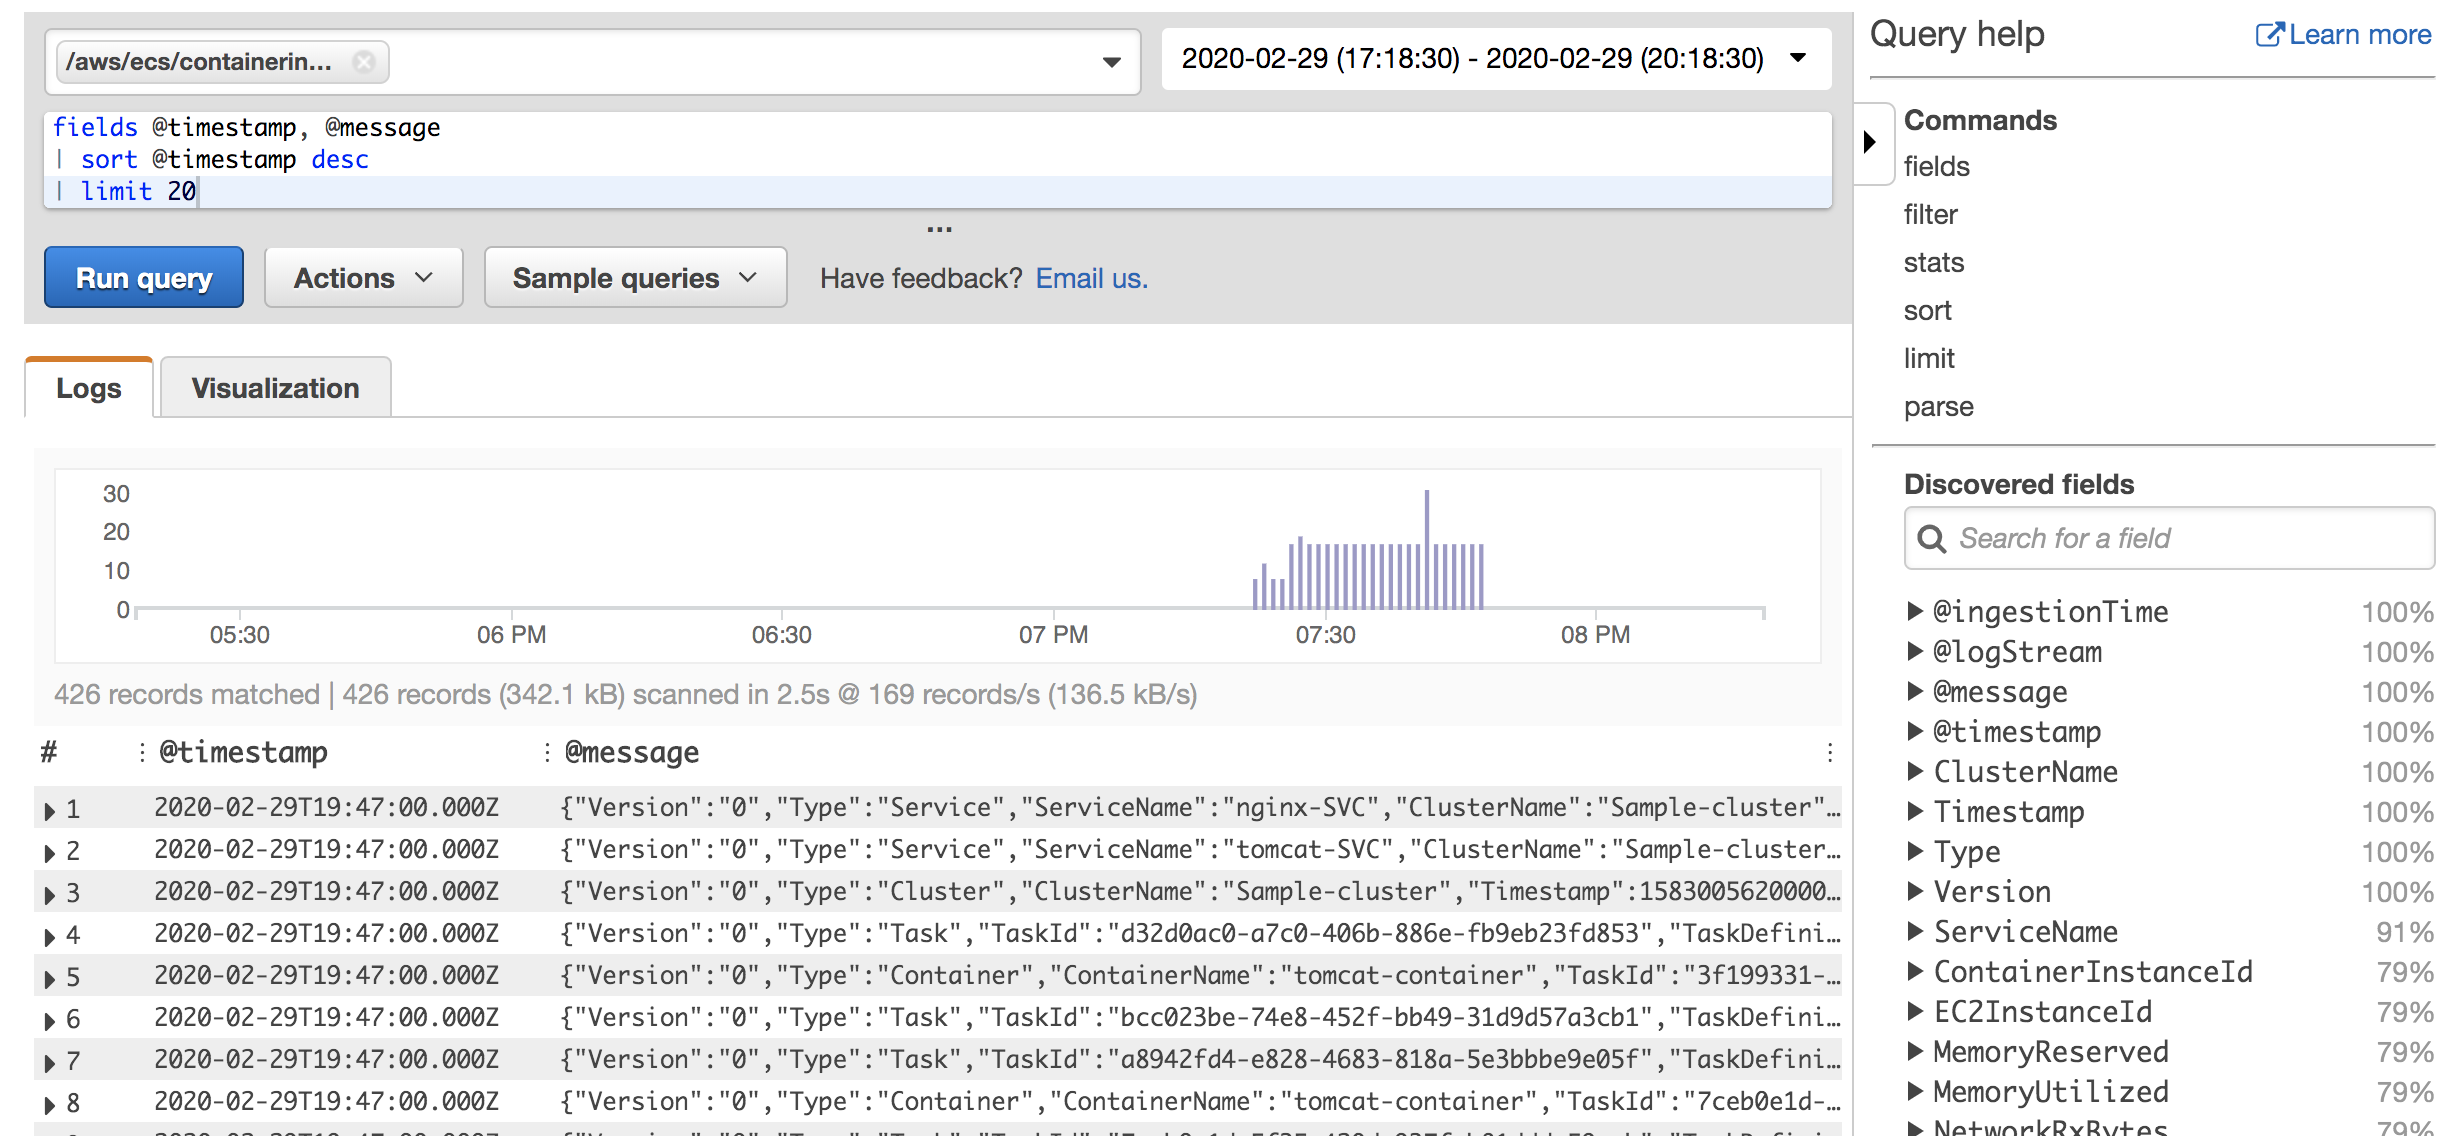 /aws/ecs/containerin...
2020-02-29 (17:18:30) - 2020-02-29 (20:18:30)
fields @timestamp, @message
| sort @timestamp desc
| limit 20
...
Run query
Actions
Sample queries
Have feedback? Email us.
Logs
Visualization
30
20
10
0
05:30
06 PM
06:30
07 PM
07:30
08 PM
426 records matched | 426 records (342.1 kB) scanned in 2.5s @ 169 records/s (136.5 kB/s)
# @timestamp @message
1 2020-02-29T19:47:00.000Z {"Version":"0","Type":"Service","ServiceName":"nginx-SVC","ClusterName":"Sample-cluster"...
2 2020-02-29T19:47:00.000Z {"Version":"0","Type":"Service","ServiceName":"tomcat-SVC","ClusterName":"Sample-cluster...
3 2020-02-29T19:47:00.000Z {"Version":"0","Type":"Cluster","ClusterName":"Sample-cluster","Timestamp":1583005620000...
4 2020-02-29T19:47:00.000Z {"Version":"0","Type":"Task","TaskId":"d32d0ac0-a7c0-406b-886e-fb9eb23fd853","TaskDefini...
5 2020-02-29T19:47:00.000Z {"Version":"0","Type":"Container","ContainerName":"tomcat-container","TaskId":"3f199331-...
6 2020-02-29T19:47:00.000Z {"Version":"0","Type":"Task","TaskId":"bcc023be-74e8-452f-bb49-31d9d57a3cb1","TaskDefini...
7 2020-02-29T19:47:00.000Z {"Version":"0","Type":"Task","TaskId":"a8942fd4-e828-4683-818a-5e3bbbe9e05f","TaskDefini...
8 2020-02-29T19:47:00.000Z {"Version":"0","Type":"Container","ContainerName":"tomcat-container","TaskId":"7ceb0e1d-...
Query help
Learn more
Commands
fields
filter
stats
sort
limit
parse
Discovered fields
Search for a field
@ingestionTime 100%
@logStream 100%
@message 100%
@timestamp 100%
ClusterName 100%
Timestamp 100%
Type 100%
Version 100%
ServiceName 91%
ContainerInstanceId 79%
EC2InstanceId 79%
MemoryReserved 79%
MemoryUtilized 79%
NetworkRxBytes 79%